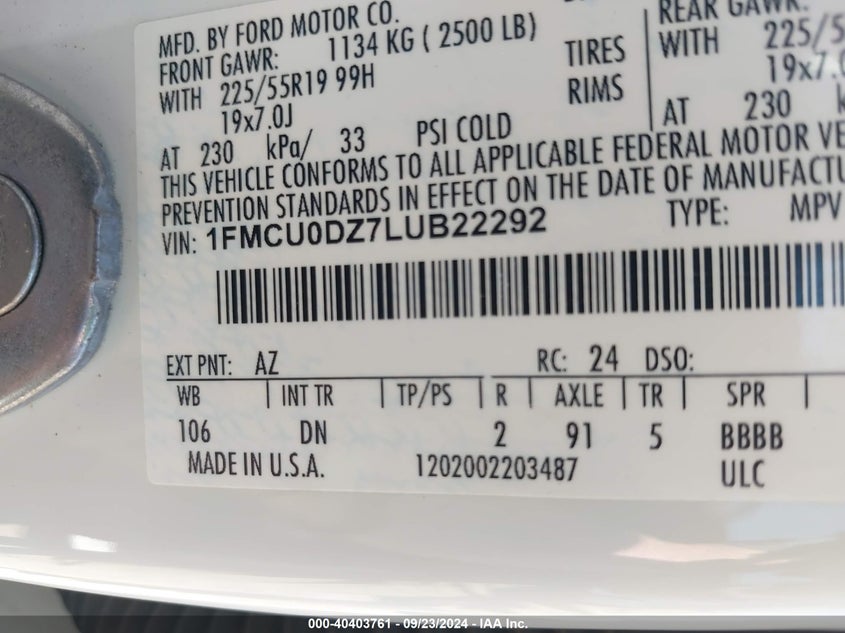 MFD. BY FORD MOTOR CO.
FRONT GAWR: 1134 KG ( 2500 LB)
WITH 225/55R19 99H TIRES
19x7.0J RIMS
AT 230 kPa/ 33 PSI COLD
REAR GAWR:
WITH 225/5
19x7.0
AT 230 k
THIS VEHICLE CONFORMS TO ALL APPLICABLE FEDERAL MOTOR VE
PREVENTION STANDARDS IN EFFECT ON THE DATE OF MANUFACTU
VIN: 1FMCU0DZ7LUB22292 TYPE: MPV
EXT PNT: AZ RC: 24 DSO:
WB | INT TR | TP/PS | R | AXLE | TR | SPR |
106 DN 2 91 5 BBBB
MADE IN U.S.A. 1202002203487 ULC
000-40403761 - 09/23/2024 - IAA Inc.